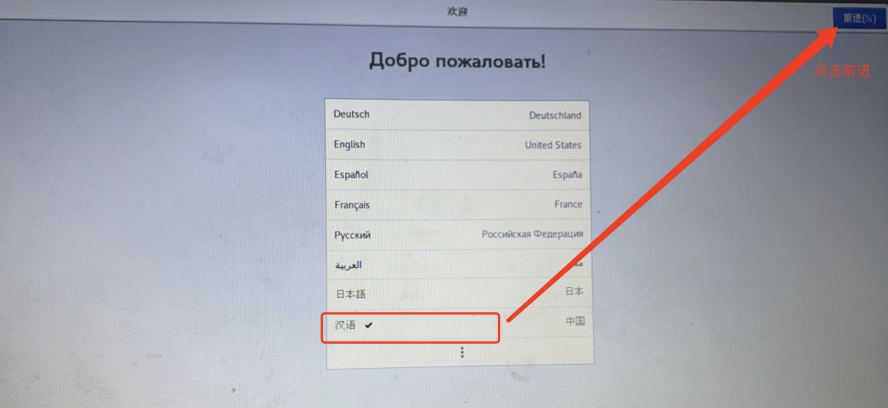 欢迎
前进(N)
点击前进
Добро пожаловать!
Deutsch Deutschland
English United States
Español España
Français France
Русский Российская Федерация
العربية
日本語 日本
汉语 ✔ 中国